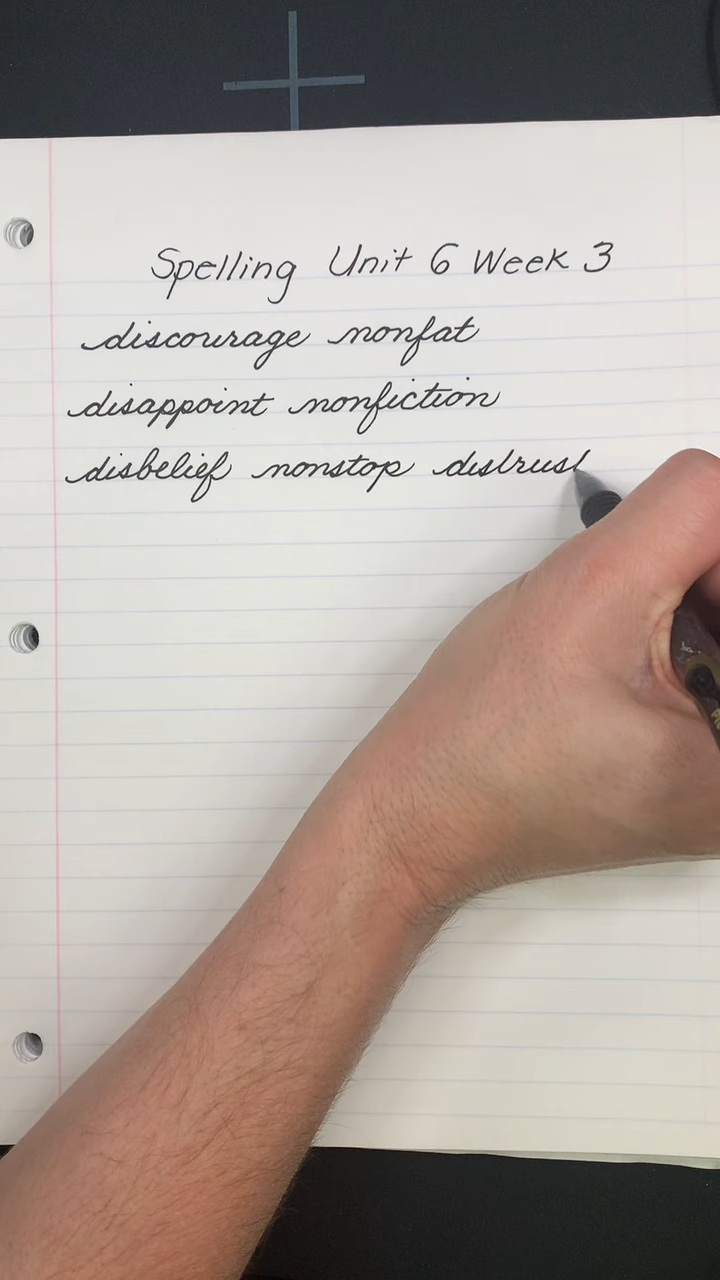 Spelling Unit 6 Week 3
discourage nonfat
disappoint nonfiction
disbelief nonstop distrust